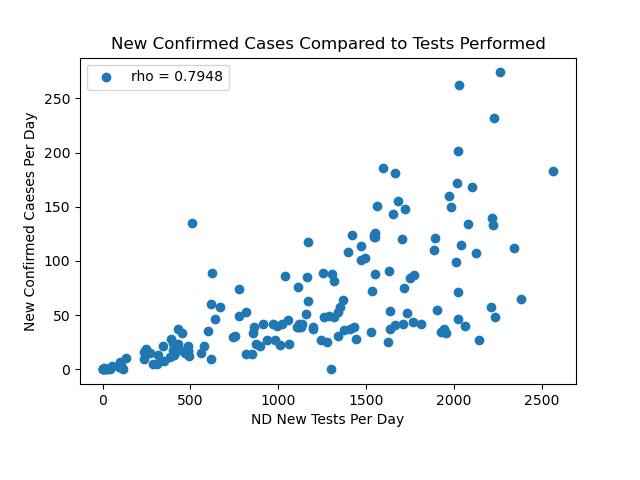 New Confirmed Cases Compared to Tests Performed
rho = 0.7948
250
200
150
100
50
0
New Confirmed Caeses Per Day
0 500 1000 1500 2000 2500
ND New Tests Per Day